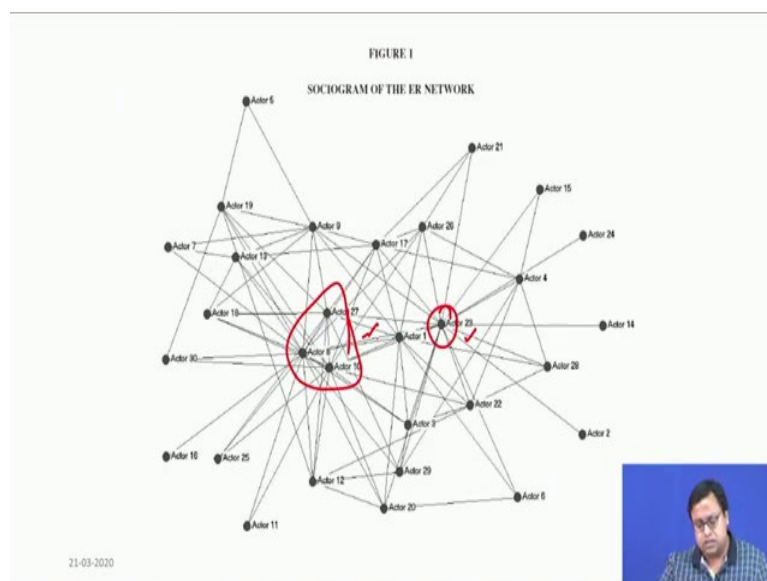 FIGURE 1
SOCIOGRAM OF THE ER NETWORK
Actor 5
Actor 21
Actor 15
Actor 19
Actor 9
Actor 26
Actor 24
Actor 7
Actor 13
Actor 17
Actor 4
Actor 18
Actor 27
Actor 1
Actor 23
Actor 14
Actor 30
Actor 8
Actor 10
Actor 28
Actor 22
Actor 3
Actor 2
Actor 16
Actor 25
Actor 12
Actor 29
Actor 6
Actor 11
Actor 20
21-03-2020